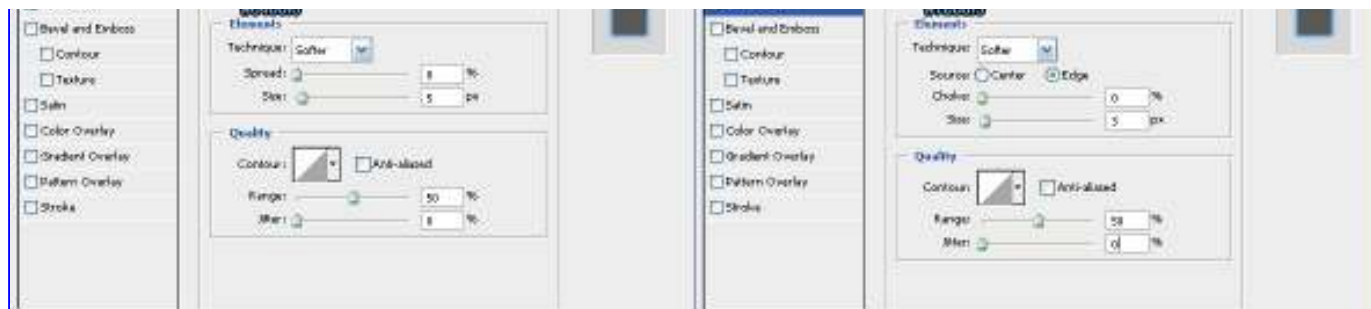 Bevel and Emboss
Contour
Texture
Satin
Color Overlay
Gradient Overlay
Pattern Overlay
Stroke
Elements
Technique: Softer
Spread: 0 %
Size: 5 px
Quality
Contour: Anti-aliased
Range: 50 %
Jitter: 0 %
Bevel and Emboss
Contour
Texture
Satin
Color Overlay
Gradient Overlay
Pattern Overlay
Stroke
Elements
Technique: Softer
Source: Center Edge
Choke: 0 %
Size: 5 px
Quality
Contour: Anti-aliased
Range: 50 %
Jitter: 0 %